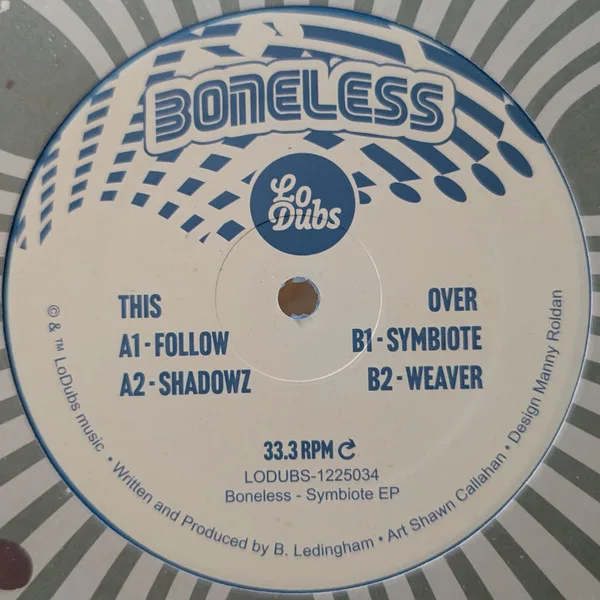 BONELESS
Lo
Dubs
THIS
A1 - FOLLOW
A2 - SHADOWZ
OVER
B1 - SYMBIOTE
B2 - WEAVER
33.3 RPM
LODUBS-1225034
Boneless - Symbiote EP
© & ™ LoDubs music • Written and Produced by B. Ledingham • Art Shawn Callahan • Design Manny Roldan